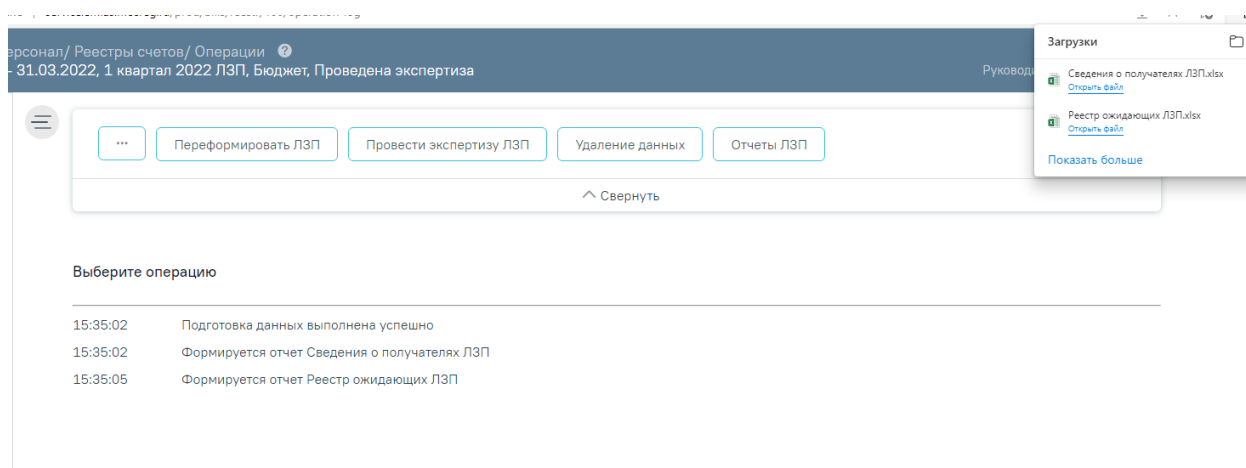 Загрузки
ерсонал/ Реестры счетов/ Операции
- 31.03.2022, 1 квартал 2022 ЛЗП, Бюджет, Проведена экспертиза
Сведения о получателях ЛЗП.xlsx
Открыть файл
Реестр ожидающих ЛЗП.xlsx
Открыть файл
Показать больше
... Переформировать ЛЗП Провести экспертизу ЛЗП Удаление данных Отчеты ЛЗП
Свернуть
Выберите операцию
15:35:02 Подготовка данных выполнена успешно
15:35:02 Формируется отчет Сведения о получателях ЛЗП
15:35:05 Формируется отчет Реестр ожидающих ЛЗП